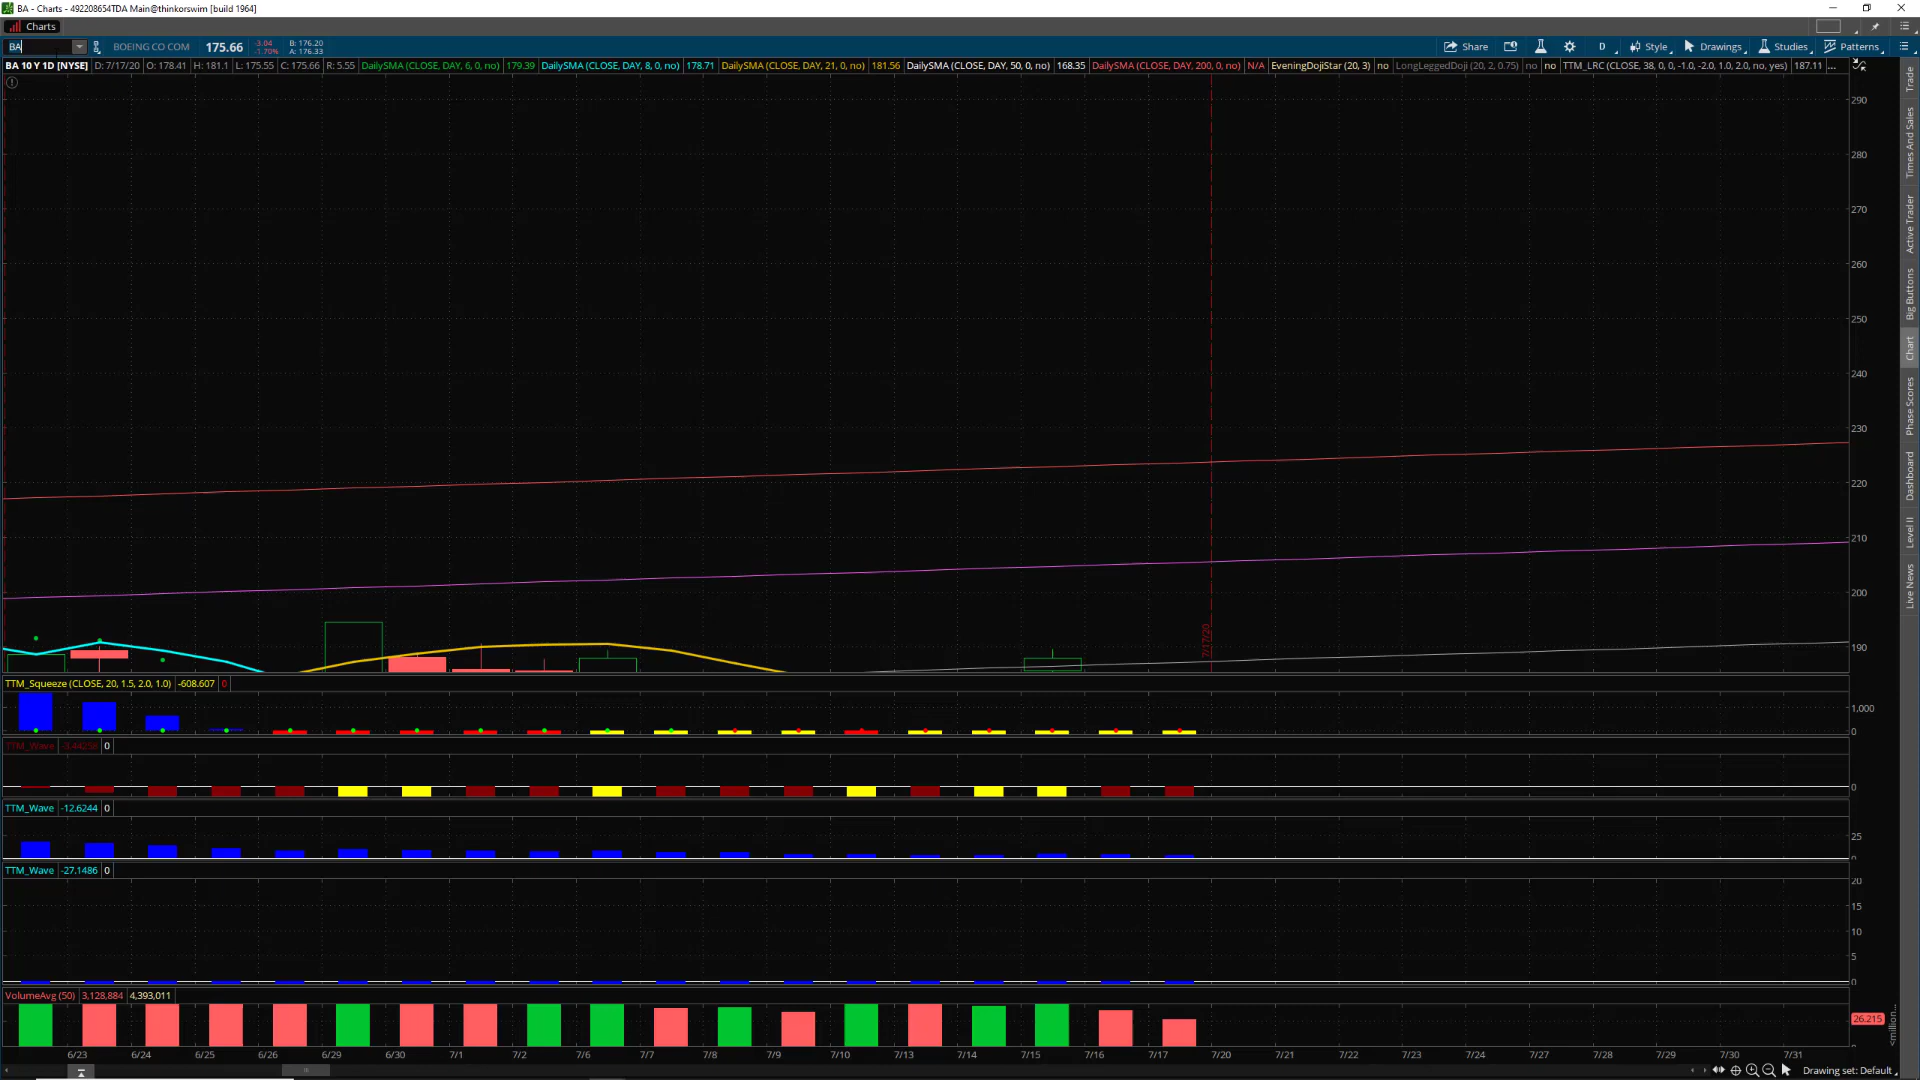 BA - Charts - 492208654TDA Main@thinkorswim [build 1964]
Charts
BA BOEING CO COM 175.66 -3.04 -1.70% B: 176.20 A: 176.33 Share D Style Drawings Studies Patterns
BA 10 Y 1D [NYSE] D: 7/17/20 O: 178.41 H: 181.1 L: 175.55 C: 175.66 R: 5.55 DailySMA (CLOSE, DAY, 6, 0, no) 179.39 DailySMA (CLOSE, DAY, 8, 0, no) 178.71 DailySMA (CLOSE, DAY, 21, 0, no) 181.56 DailySMA (CLOSE, DAY, 50, 0, no) 168.35 DailySMA (CLOSE, DAY, 200, 0, no) N/A EveningDojiStar (20, 3) no LongLeggedDoji (20, 2, 0.75) no no TTM_LRC (CLOSE, 38, 0, 0, -1.0, -2.0, 1.0, 2.0, no, yes) 187.11 ...
290
280
270
260
250
240
230
220
210
200
190
7/17/20
TTM_Squeeze (CLOSE, 20, 1.5, 2.0, 1.0) -608.607 0
1,000
0
TTM_Wave 0
0
TTM_Wave -12.6244 0
25
0
TTM_Wave -27.1486 0
20
15
10
5
0
VolumeAvg (50) 3,128,884 4,393,011
26.215
<million...
6/23 6/24 6/25 6/26 6/29 6/30 7/1 7/2 7/6 7/7 7/8 7/9 7/10 7/13 7/14 7/15 7/16 7/17 7/20 7/21 7/22 7/23 7/24 7/27 7/28 7/29 7/30 7/31
Drawing set: Default
Trade
Times And Sales
Active Trader
Big Buttons
Chart
Phase Scores
Dashboard
Level II
Live News